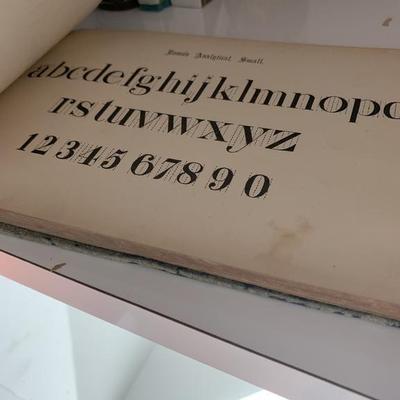 Roman Analytical Small.
abcdefghijklmnopq
rstuvwxyz
1234567890